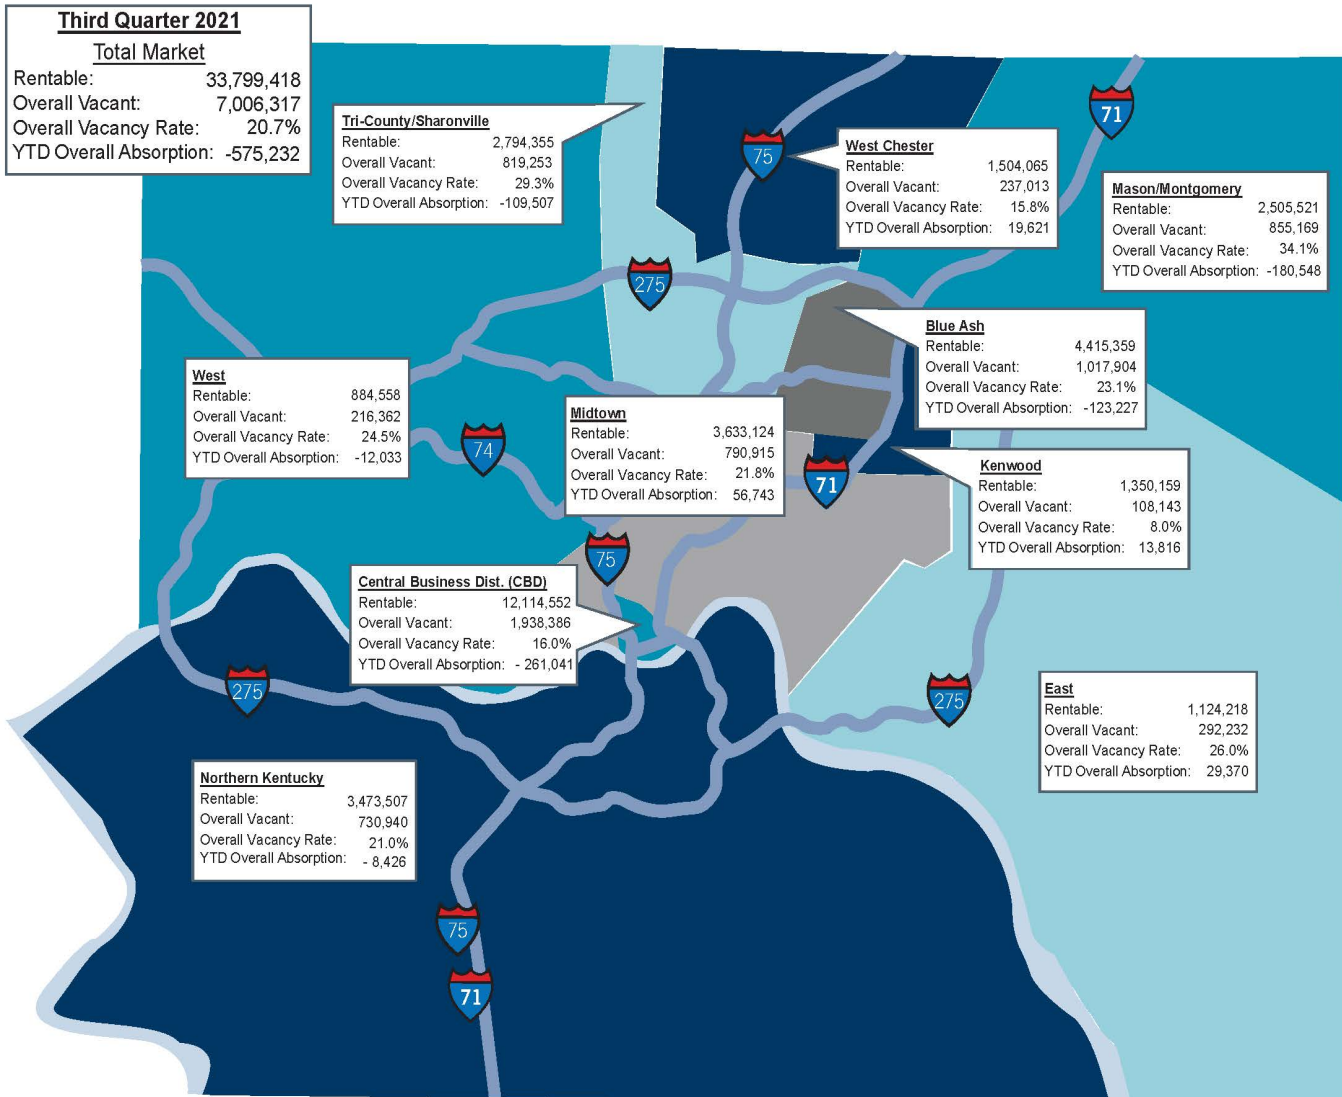 Third Quarter 2021
Total Market
Rentable: 33,799,418
Overall Vacant: 7,006,317
Overall Vacancy Rate: 20.7%
YTD Overall Absorption: -575,232
71
Tri-County/Sharonville
Rentable: 2,794,355
Overall Vacant: 819,253
Overall Vacancy Rate: 29.3%
YTD Overall Absorption: -109,507
75
West Chester
Rentable: 1,504,065
Overall Vacant: 237,013
Overall Vacancy Rate: 15.8%
YTD Overall Absorption: 19,621
Mason/Montgomery
Rentable: 2,505,521
Overall Vacant: 855,169
Overall Vacancy Rate: 34.1%
YTD Overall Absorption: -180,548
275
Blue Ash
Rentable: 4,415,359
Overall Vacant: 1,017,904
Overall Vacancy Rate: 23.1%
YTD Overall Absorption: -123,227
West
Rentable: 884,558
Overall Vacant: 216,362
Overall Vacancy Rate: 24.5%
YTD Overall Absorption: -12,033
74
Midtown
Rentable: 3,633,124
Overall Vacant: 790,915
Overall Vacancy Rate: 21.8%
YTD Overall Absorption: 56,743
71
Kenwood
Rentable: 1,350,159
Overall Vacant: 108,143
Overall Vacancy Rate: 8.0%
YTD Overall Absorption: 13,816
75
Central Business Dist. (CBD)
Rentable: 12,114,552
Overall Vacant: 1,938,386
Overall Vacancy Rate: 16.0%
YTD Overall Absorption: - 261,041
275
275
East
Rentable: 1,124,218
Overall Vacant: 292,232
Overall Vacancy Rate: 26.0%
YTD Overall Absorption: 29,370
Northern Kentucky
Rentable: 3,473,507
Overall Vacant: 730,940
Overall Vacancy Rate: 21.0%
YTD Overall Absorption: - 8,426
75
71